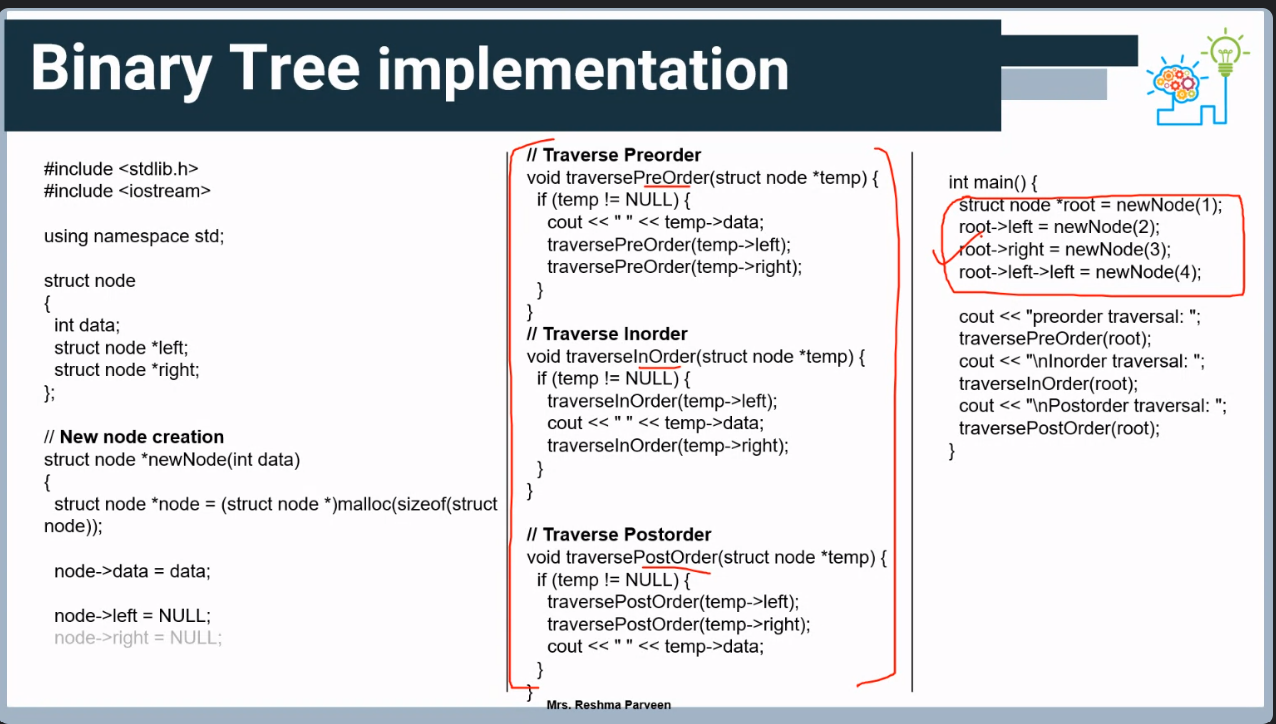 Binary Tree implementation
#include <stdlib.h>
#include <iostream>
using namespace std;
struct node
{
int data;
struct node *left;
struct node *right;
};
// New node creation
struct node *newNode(int data)
{
struct node *node = (struct node *)malloc(sizeof(struct
node));
node->data = data;
node->left = NULL;
node->right = NULL;
// Traverse Preorder
void traversePreOrder(struct node *temp) {
if (temp != NULL) {
cout << " " << temp->data;
traversePreOrder(temp->left);
traversePreOrder(temp->right);
}
}
// Traverse Inorder
void traverseInOrder(struct node *temp) {
if (temp != NULL) {
traverseInOrder(temp->left);
cout << " " << temp->data;
traverseInOrder(temp->right);
}
}
// Traverse Postorder
void traversePostOrder(struct node *temp) {
if (temp != NULL) {
traversePostOrder(temp->left);
traversePostOrder(temp->right);
cout << " " << temp->data;
}
}
Mrs. Reshma Parveen
int main() {
struct node *root = newNode(1);
root->left = newNode(2);
root->right = newNode(3);
root->left->left = newNode(4);
cout << "preorder traversal: ";
traversePreOrder(root);
cout << "\nInorder traversal: ";
traverseInOrder(root);
cout << "\nPostorder traversal: ";
traversePostOrder(root);
}